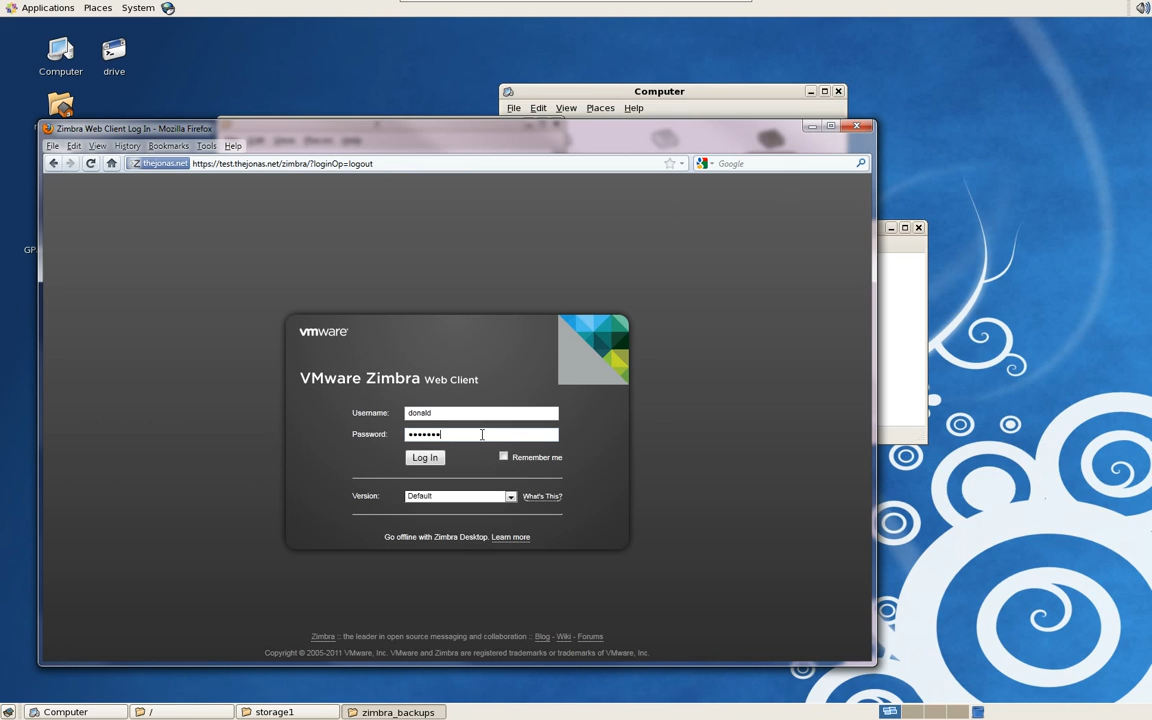 Applications Places System
Computer
drive
Computer
File Edit View Places Help
Zimbra Web Client Log In - Mozilla Firefox
File Edit View History Bookmarks Tools Help
Z thejonas.net https://test.thejonas.net/zimbra/?loginOp=logout
Google
vmware
VMware Zimbra Web Client
Username: donald
Password: •••••••
Log In
Remember me
Version: Default What's This?
Go offline with Zimbra Desktop. Learn more
Zimbra :: the leader in open source messaging and collaboration :: Blog - Wiki - Forums
Copyright © 2005-2011 VMware, Inc. VMware and Zimbra are registered trademarks or trademarks of VMware, Inc.
Computer
/
storage1
zimbra_backups